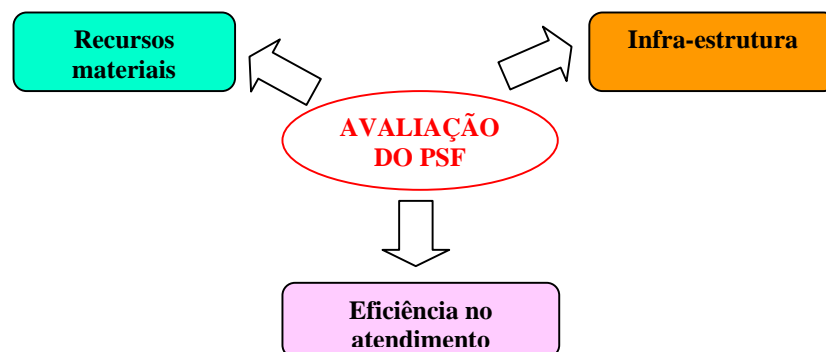 Recursos
materiais
Infra-estrutura
AVALIAÇÃO
DO PSF
Eficiência no
atendimento